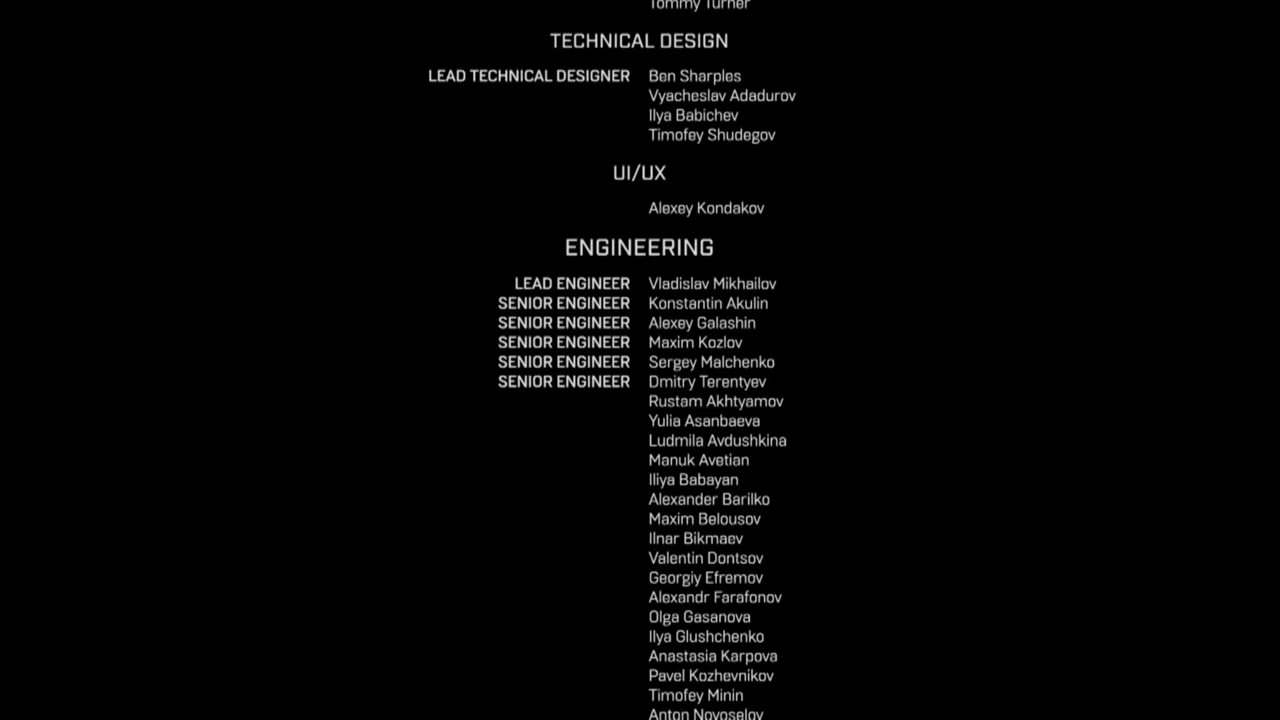 Tommy Turner
TECHNICAL DESIGN
LEAD TECHNICAL DESIGNER Ben Sharples
Vyacheslav Adadurov
Ilya Babichev
Timofey Shudegov
UI/UX
Alexey Kondakov
ENGINEERING
LEAD ENGINEER Vladislav Mikhailov
SENIOR ENGINEER Konstantin Akulin
SENIOR ENGINEER Alexey Galashin
SENIOR ENGINEER Maxim Kozlov
SENIOR ENGINEER Sergey Malchenko
SENIOR ENGINEER Dmitry Terentyev
Rustam Akhtyamov
Yulia Asanbaeva
Ludmila Avdushkina
Manuk Avetian
Iliya Babayan
Alexander Barilko
Maxim Belousov
Ilnar Bikmaev
Valentin Dontsov
Georgiy Efremov
Alexandr Farafonov
Olga Gasanova
Ilya Glushchenko
Anastasia Karpova
Pavel Kozhevnikov
Timofey Minin
Anton Novoselov